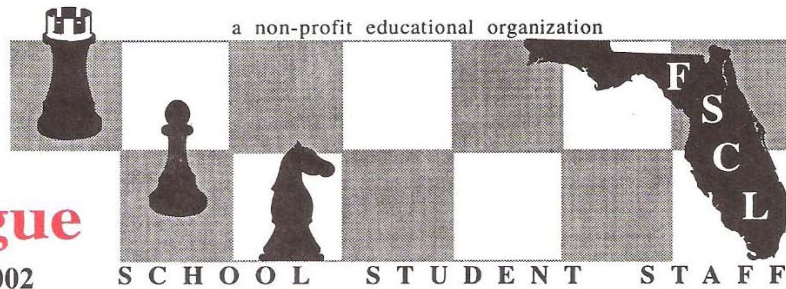 a non-profit educational organization
F
S
C
L
gue
002
SCHOOL STUDENT STAFF